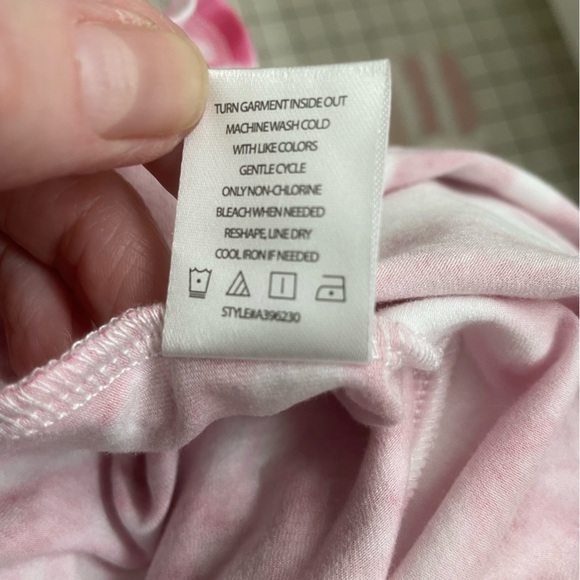 TURN GARMENT INSIDE OUT
MACHINE WASH COLD
WITH LIKE COLORS
GENTLE CYCLE
ONLY NON-CHLORINE
BLEACH WHEN NEEDED
RESHAPE, LINE DRY
COOL IRON IF NEEDED
STYLE#A396230